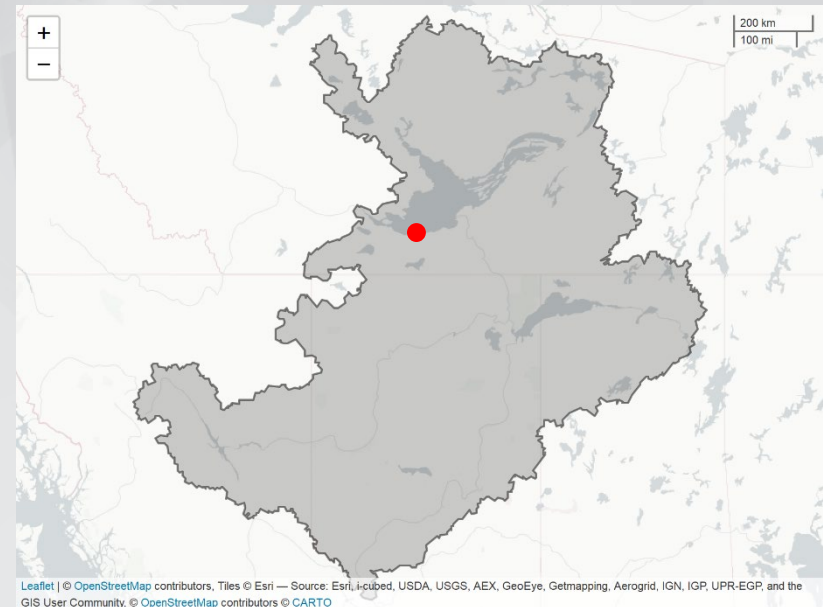 +
200 km
100 mi
−
Leaflet | © OpenStreetMap contributors, Tiles © Esri — Source: Esri, i-cubed, USDA, USGS, AEX, GeoEye, Getmapping, Aerogrid, IGN, IGP, UPR-EGP, and the
GIS User Community, © OpenStreetMap contributors © CARTO